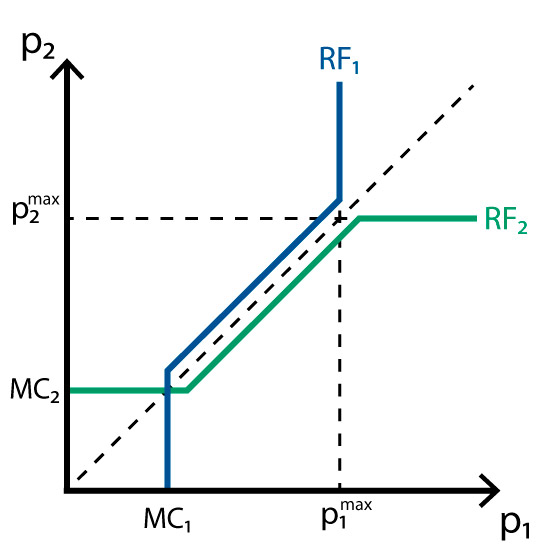 p₂
RF₁
p₂ᵐᵃˣ
RF₂
MC₂
MC₁
p₁ᵐᵃˣ
p₁